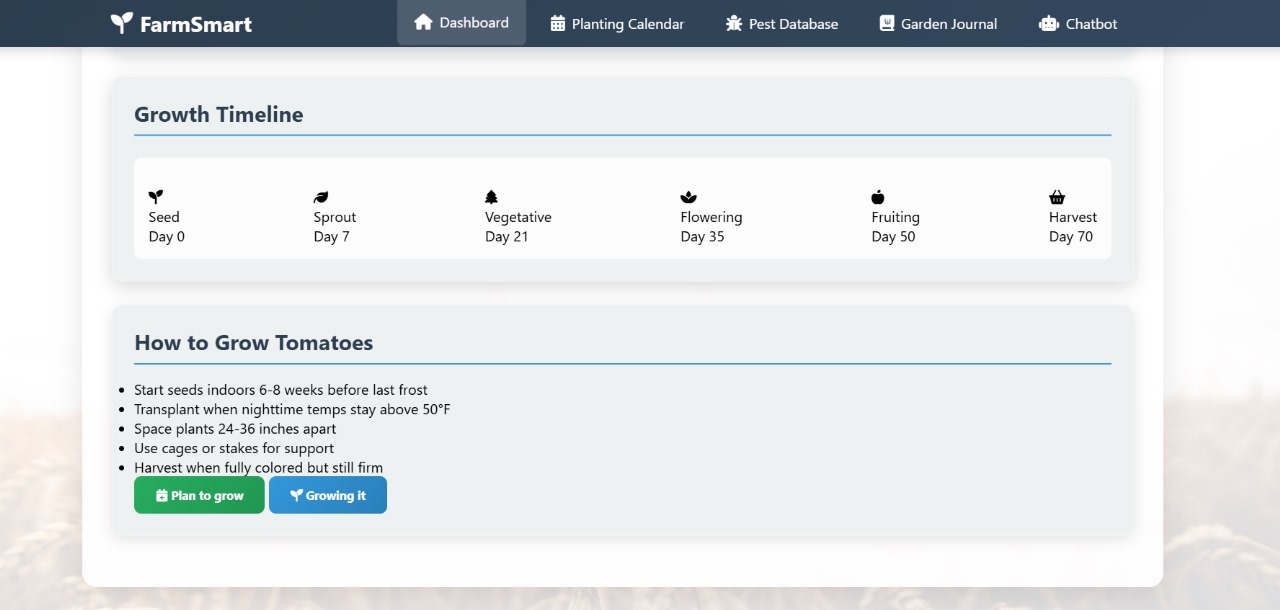 FarmSmart
Dashboard
Planting Calendar
Pest Database
Garden Journal
Chatbot
Growth Timeline
Seed
Day 0
Sprout
Day 7
Vegetative
Day 21
Flowering
Day 35
Fruiting
Day 50
Harvest
Day 70
How to Grow Tomatoes
Start seeds indoors 6-8 weeks before last frost
Transplant when nighttime temps stay above 50°F
Space plants 24-36 inches apart
Use cages or stakes for support
Harvest when fully colored but still firm
Plan to grow
Growing it